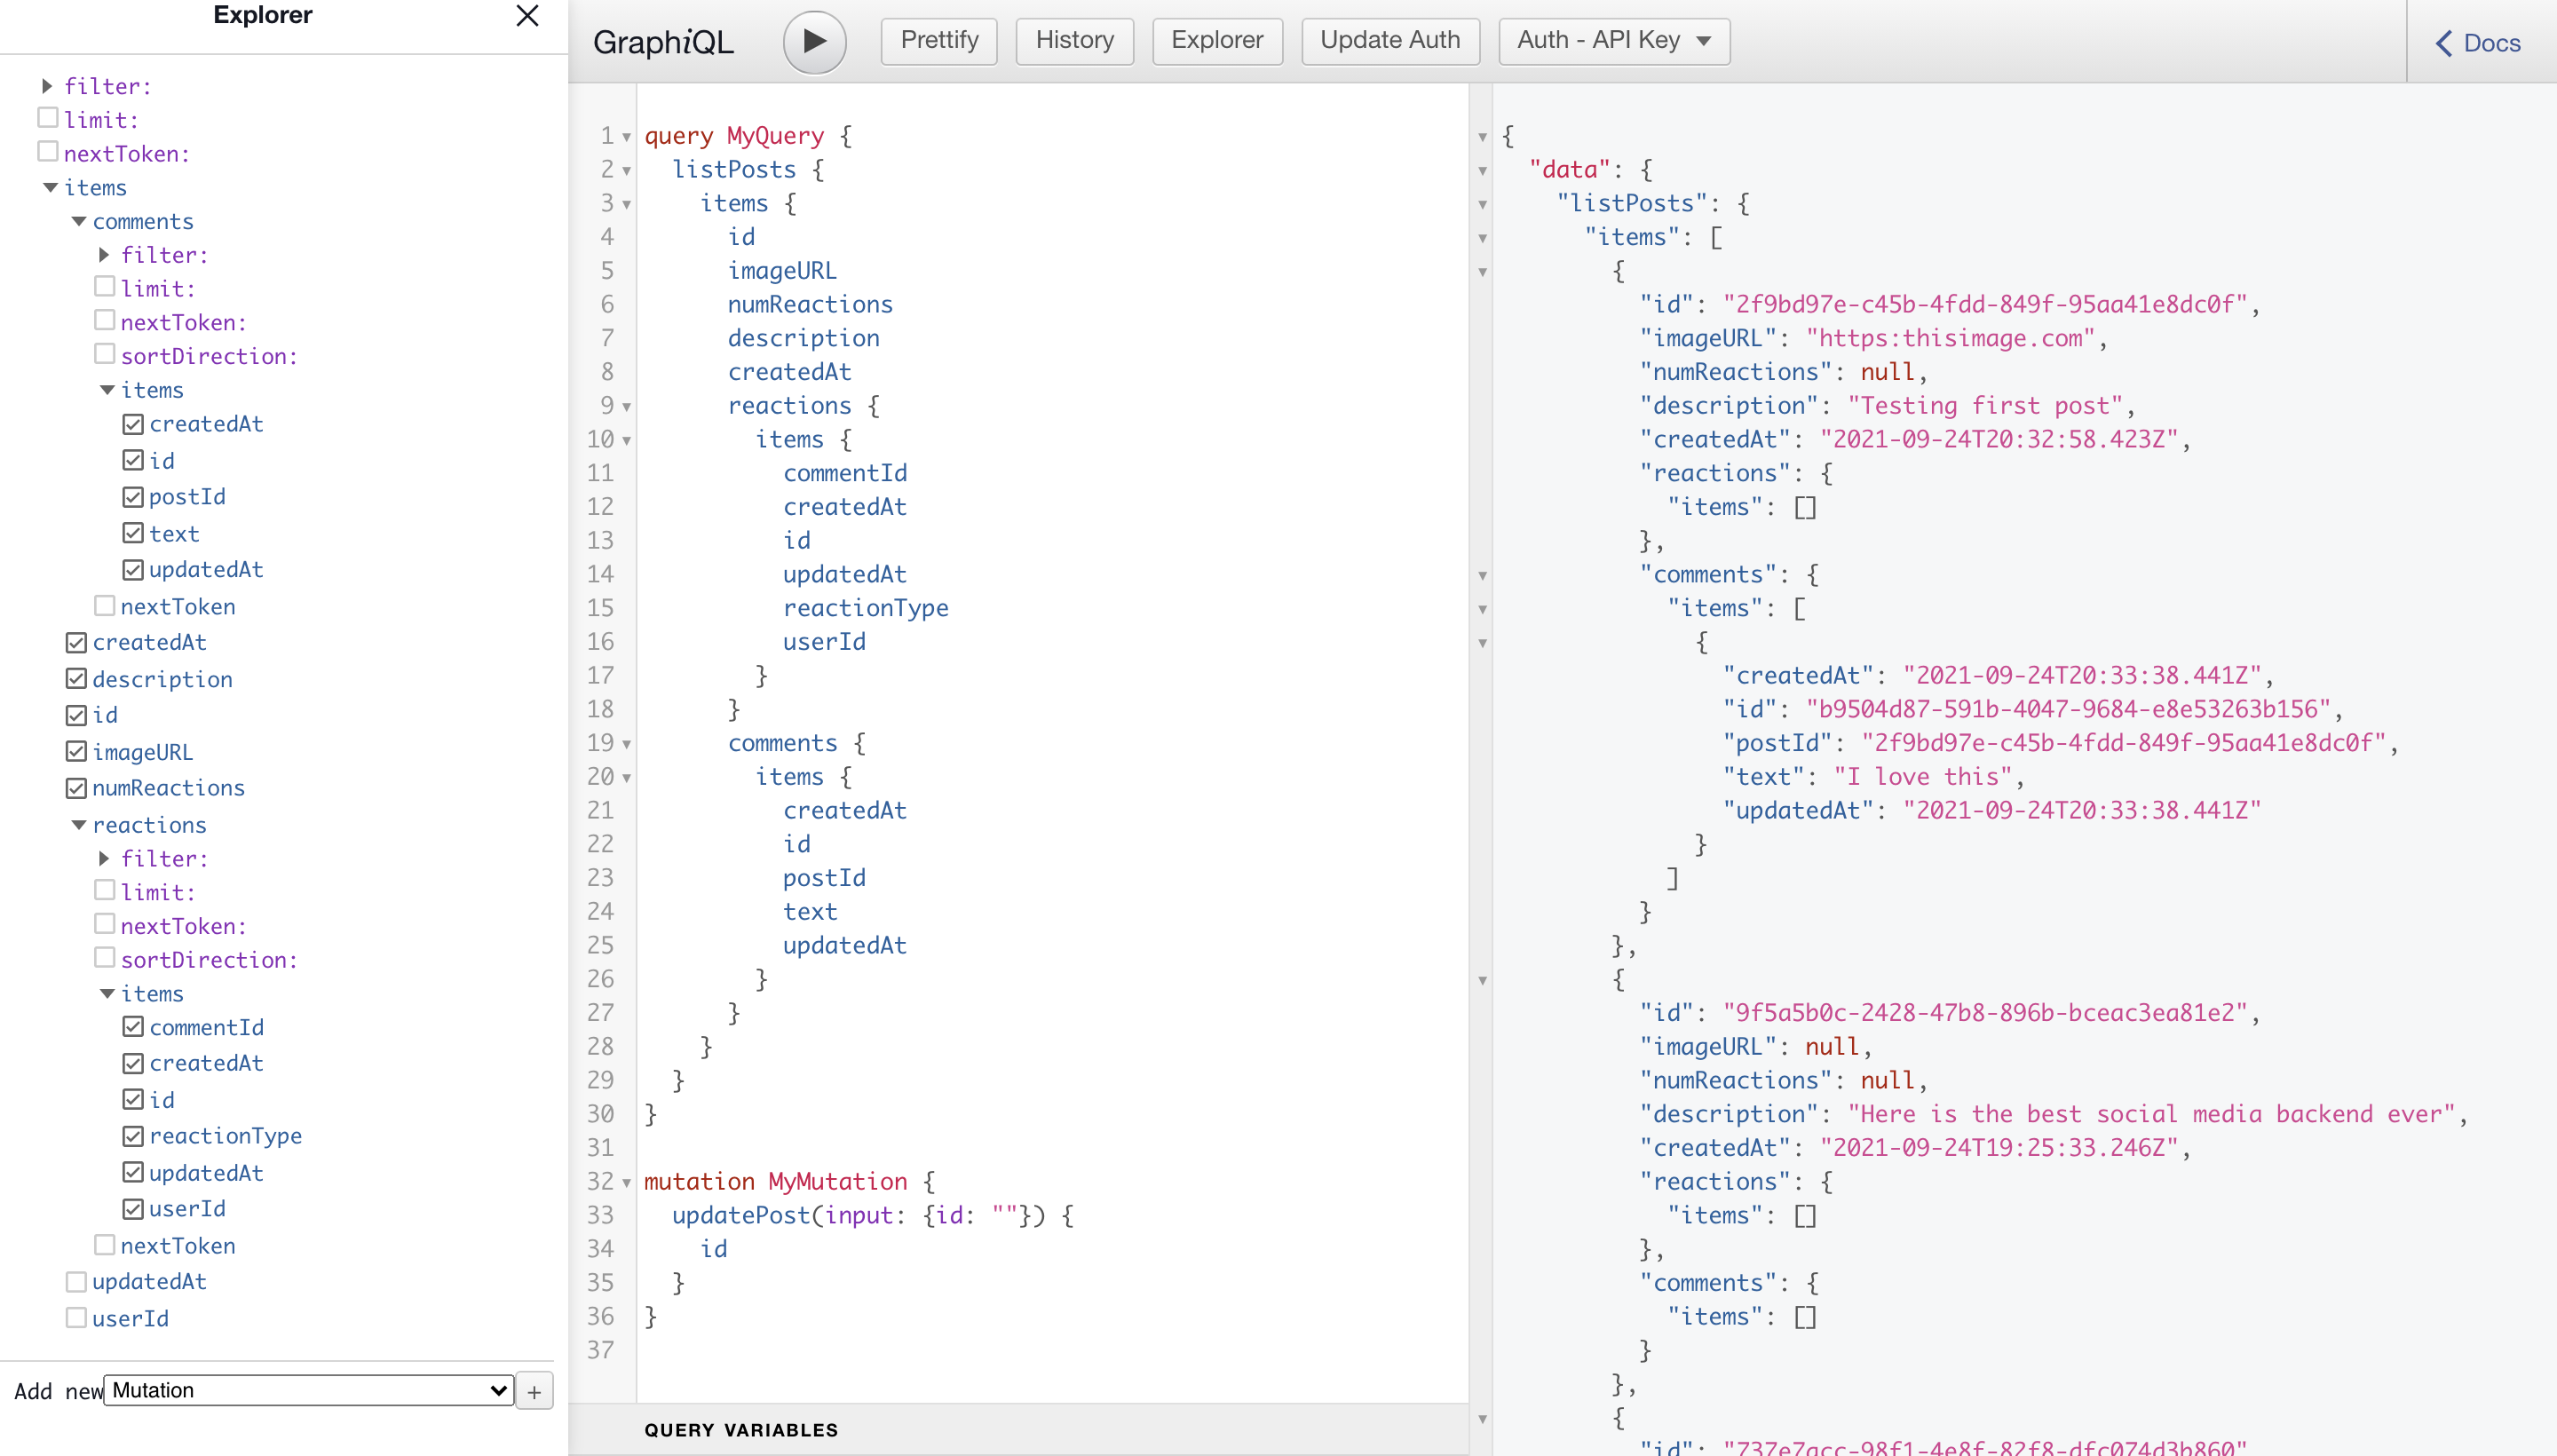 Explorer
filter:
limit:
nextToken:
items
comments
filter:
limit:
nextToken:
sortDirection:
items
createdAt
id
postId
text
updatedAt
nextToken
createdAt
description
id
imageURL
numReactions
reactions
filter:
limit:
nextToken:
sortDirection:
items
commentId
createdAt
id
reactionType
updatedAt
userId
nextToken
updatedAt
userId
Add new Mutation +
GraphiQL Prettify History Explorer Update Auth Auth - API Key Docs
1 query MyQuery {
2 listPosts {
3 items {
4 id
5 imageURL
6 numReactions
7 description
8 createdAt
9 reactions {
10 items {
11 commentId
12 createdAt
13 id
14 updatedAt
15 reactionType
16 userId
17 }
18 }
19 comments {
20 items {
21 createdAt
22 id
23 postId
24 text
25 updatedAt
26 }
27 }
28 }
29 }
30 }
31
32 mutation MyMutation {
33 updatePost(input: {id: ""}) {
34 id
35 }
36 }
37
QUERY VARIABLES
{
"data": {
"listPosts": {
"items": [
{
"id": "2f9bd97e-c45b-4fdd-849f-95aa41e8dc0f",
"imageURL": "https:thisimage.com",
"numReactions": null,
"description": "Testing first post",
"createdAt": "2021-09-24T20:32:58.423Z",
"reactions": {
"items": []
},
"comments": {
"items": [
{
"createdAt": "2021-09-24T20:33:38.441Z",
"id": "b9504d87-591b-4047-9684-e8e53263b156",
"postId": "2f9bd97e-c45b-4fdd-849f-95aa41e8dc0f",
"text": "I love this",
"updatedAt": "2021-09-24T20:33:38.441Z"
}
]
}
},
{
"id": "9f5a5b0c-2428-47b8-896b-bceac3ea81e2",
"imageURL": null,
"numReactions": null,
"description": "Here is the best social media backend ever",
"createdAt": "2021-09-24T19:25:33.246Z",
"reactions": {
"items": []
},
"comments": {
"items": []
}
},
{
"id": "737e7acc-98f1-4e8f-82f8-dfc074d3b860"